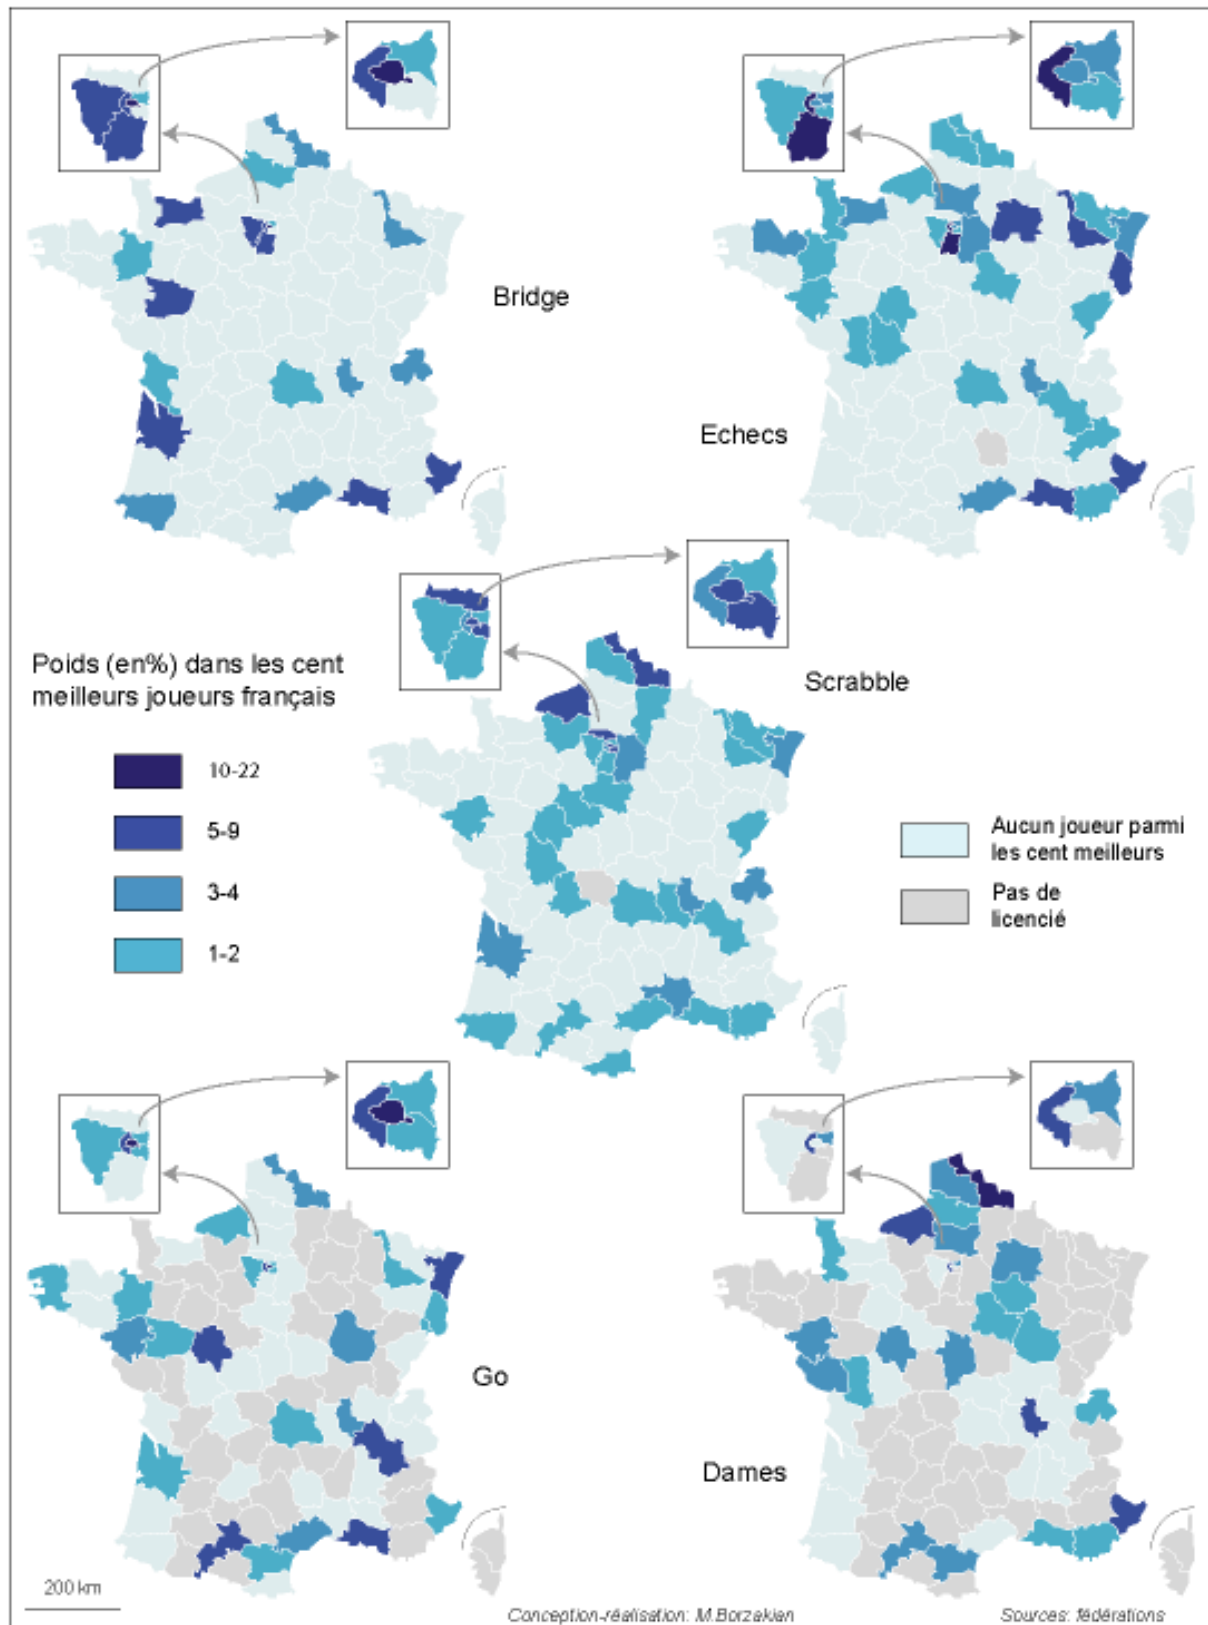 Bridge
Echecs
Poids (en%) dans les cent
meilleurs joueurs français
Scrabble
10-22
5-9
3-4
1-2
Aucun joueur parmi
les cent meilleurs
Pas de
licencié
Go
Dames
200 km
Conception-réalisation: M.Borzakian
Sources: fédérations